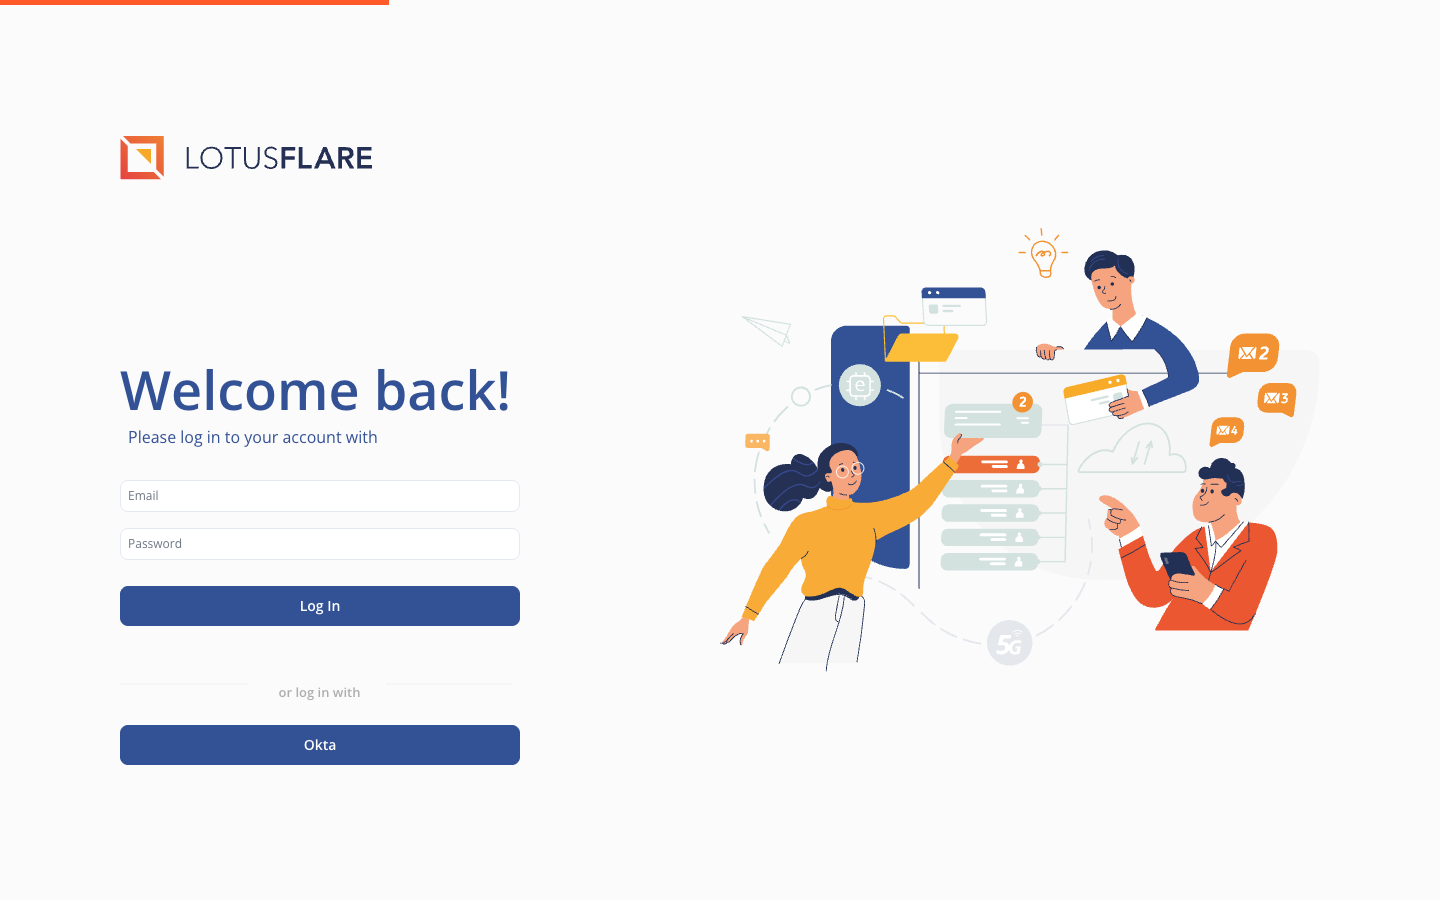 LOTUSFLARE
Welcome back!
Please log in to your account with
Email
Password
Log In
or log in with
Okta
2
2
3
4
e
5G